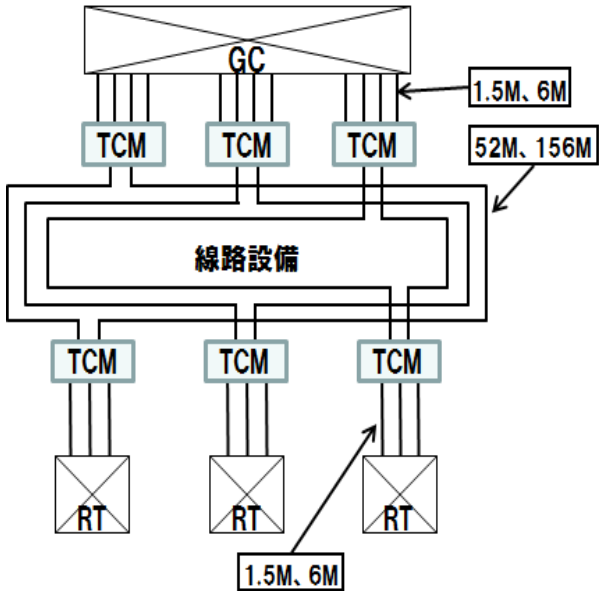 GC
1.5M、6M
TCM
TCM
TCM
52M、156M
線路設備
TCM
TCM
TCM
RT
RT
RT
1.5M、6M